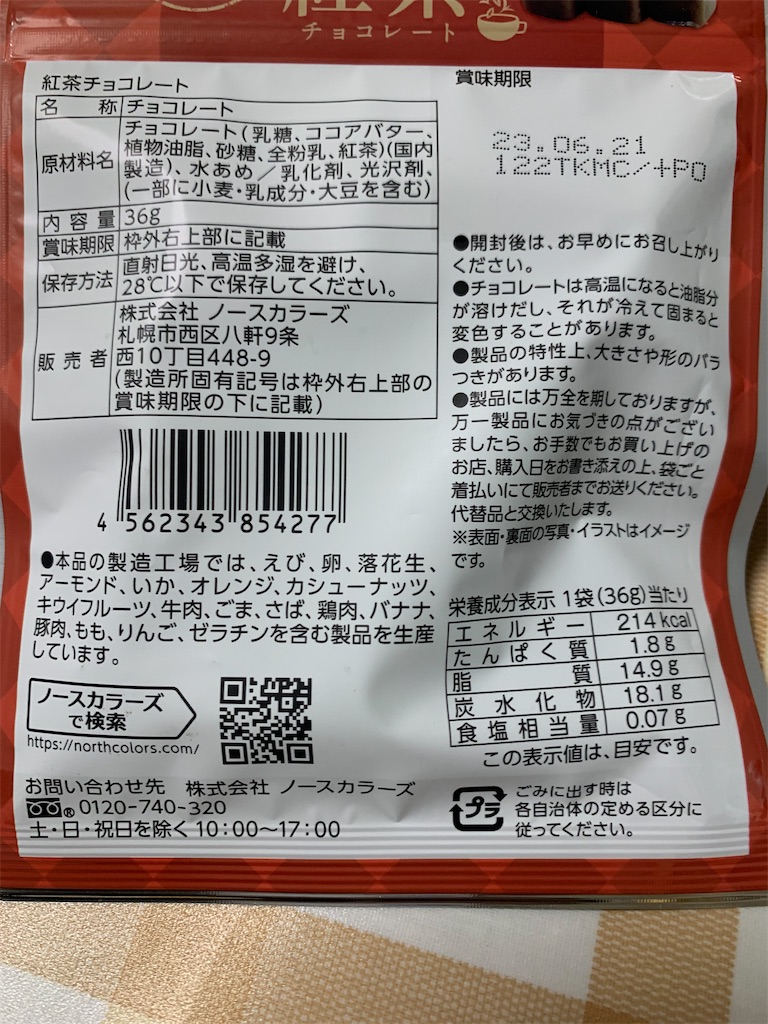 チョコレート
紅茶チョコレート
名称 チョコレート
原材料名 チョコレート(乳糖、ココアバター、
植物油脂、砂糖、全粉乳、紅茶)(国内
製造)、水あめ／乳化剤、光沢剤、
(一部に小麦・乳成分・大豆を含む)
内容量 36g
賞味期限 枠外右上部に記載
保存方法 直射日光、高温多湿を避け、
28℃以下で保存してください。
販売者 株式会社 ノースカラーズ
札幌市西区八軒9条
西10丁目448-9
(製造所固有記号は枠外右上部の
賞味期限の下に記載)
4 562343 854277
●本品の製造工場では、えび、卵、落花生、
アーモンド、いか、オレンジ、カシューナッツ、
キウイフルーツ、牛肉、ごま、さば、鶏肉、バナナ、
豚肉、もも、りんご、ゼラチンを含む製品を生産
しています。
ノースカラーズ
で検索
https://northcolors.com/
お問い合わせ先 株式会社 ノースカラーズ
® 0120-740-320
土・日・祝日を除く 10:00～17:00
賞味期限
23.06.21
122TKMC/+PO
●開封後は、お早めにお召し上がり
ください。
●チョコレートは高温になると油脂分
が溶けだし、それが冷えて固まると
変色することがあります。
●製品の特性上、大きさや形のバラ
つきがあります。
●製品には万全を期しておりますが、
万一製品にお気づきの点がござい
ましたら、お手数でもお買い上げの
お店、購入日をお書き添えの上、袋ごと
着払いにて販売者までお送りください。
代替品と交換いたします。
※表面・裏面の写真・イラストはイメージ
です。
栄養成分表示 1袋(36g)当たり
エネルギー 214kcal
たんぱく質 1.8g
脂質 14.9g
炭水化物 18.1g
食塩相当量 0.07g
この表示値は、目安です。
プラ
ごみに出す時は
各自治体の定める区分に
従ってください。